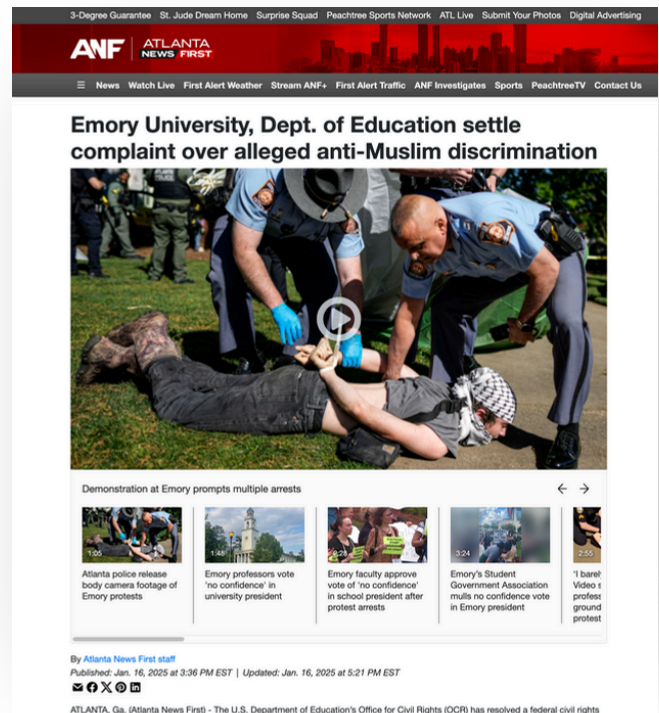 3-Degree Guarantee St. Jude Dream Home Surprise Squad Peachtree Sports Network ATL Live Submit Your Photos Digital Advertising
ANF ATLANTA
NEWS FIRST
News Watch Live First Alert Weather Stream ANF+ First Alert Traffic ANF Investigates Sports PeachtreeTV Contact Us
Emory University, Dept. of Education settle
complaint over alleged anti-Muslim discrimination
Demonstration at Emory prompts multiple arrests
1:05
1:48
3:24
2:55
Atlanta police release
body camera footage of
Emory protests
Emory professors vote
'no confidence' in
university president
Emory faculty approve
vote of 'no confidence'
in school president after
protest arrests
Emory's Student
Government Association
mulls no confidence vote
in Emory president
'I barely
Video s
profess
ground
protest
By Atlanta News First staff
Published: Jan. 16, 2025 at 3:36 PM EST | Updated: Jan. 16, 2025 at 5:21 PM EST
ATLANTA, Ga. (Atlanta News First) - The U.S. Department of Education's Office for Civil Rights (OCR) has resolved a federal civil rights